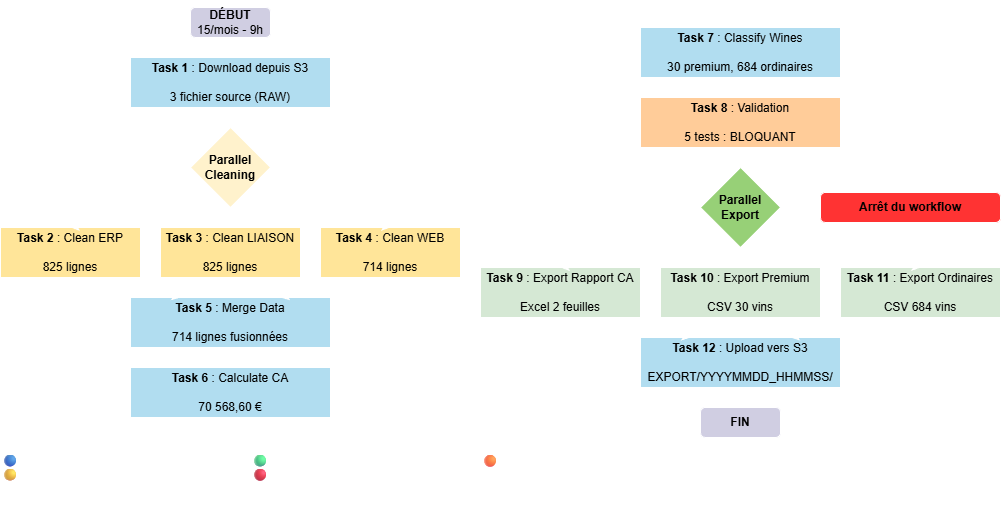 DÉBUT
15/mois - 9h
Task 1 : Download depuis S3
3 fichier source (RAW)
Parallel
Cleaning
Task 2 : Clean ERP
825 lignes
Task 3 : Clean LIAISON
825 lignes
Task 4 : Clean WEB
714 lignes
Task 5 : Merge Data
714 lignes fusionnées
Task 6 : Calculate CA
70 568,60 €
Task 7 : Classify Wines
30 premium, 684 ordinaires
Task 8 : Validation
5 tests : BLOQUANT
Parallel
Export
Arrêt du workflow
Task 9 : Export Rapport CA
Excel 2 feuilles
Task 10 : Export Premium
CSV 30 vins
Task 11 : Export Ordinaires
CSV 684 vins
Task 12 : Upload vers S3
EXPORT/YYYYMMDD_HHMMSS/
FIN